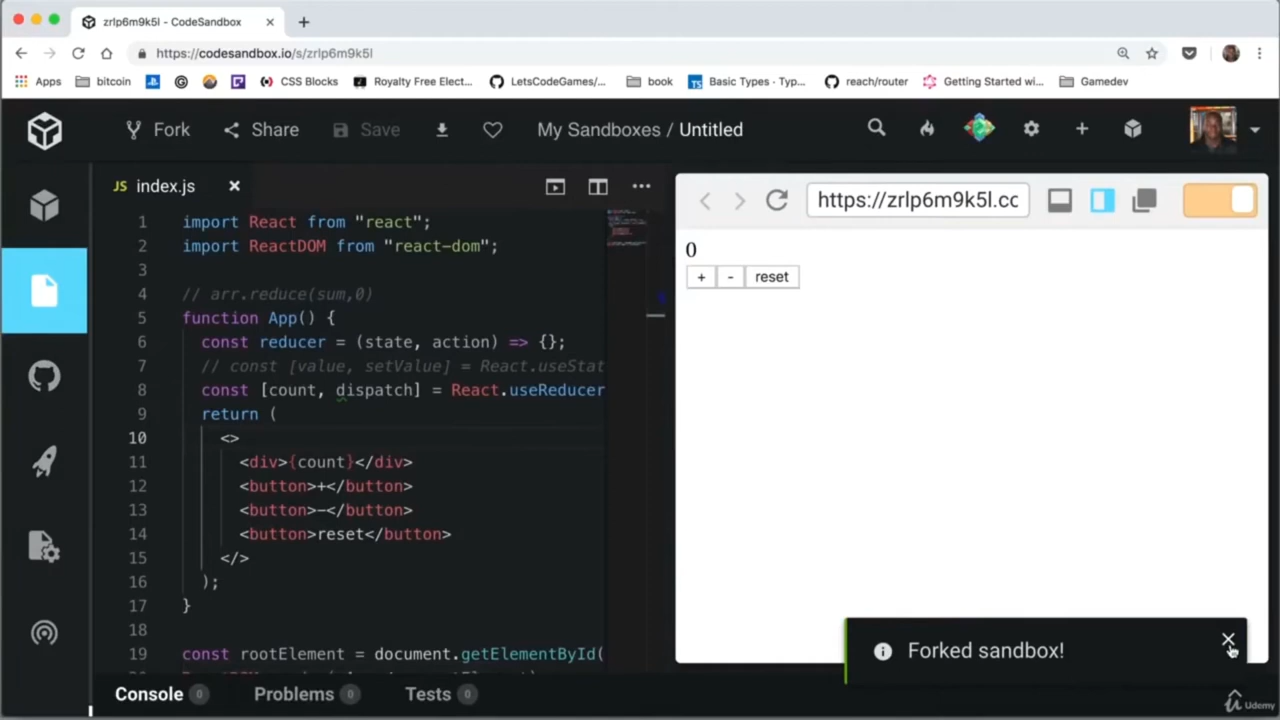 zrlp6m9k5l - CodeSandbox
https://codesandbox.io/s/zrlp6m9k5l
Apps bitcoin CSS Blocks Royalty Free Elect... LetsCodeGames/... book Basic Types · Typ... reach/router Getting Started wi... Gamedev
Fork Share Save My Sandboxes / Untitled
JS index.js
https://zrlp6m9k5l.cc
1 import React from "react";
2 import ReactDOM from "react-dom";
3
4 // arr.reduce(sum,0)
5 function App() {
6 const reducer = (state, action) => {};
7 // const [value, setValue] = React.useStat
8 const [count, dispatch] = React.useReducer
9 return (
10 <>
11 <div>{count}</div>
12 <button>+</button>
13 <button>-</button>
14 <button>reset</button>
15 </>
16 );
17 }
18
19 const rootElement = document.getElementById(
0
+ - reset
Forked sandbox!
Console 0 Problems 0 Tests 0
Udemy